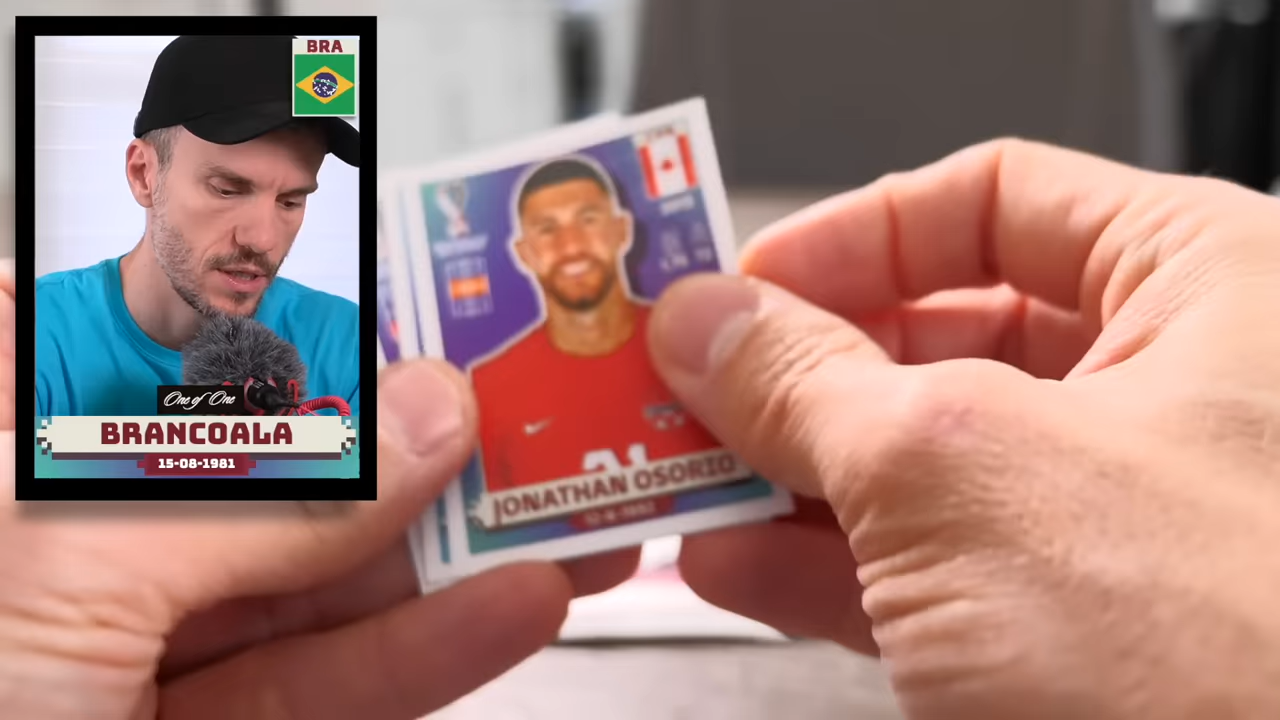 BRA
One of One
BRANCOALA
15-08-1981
JONATHAN OSORIO